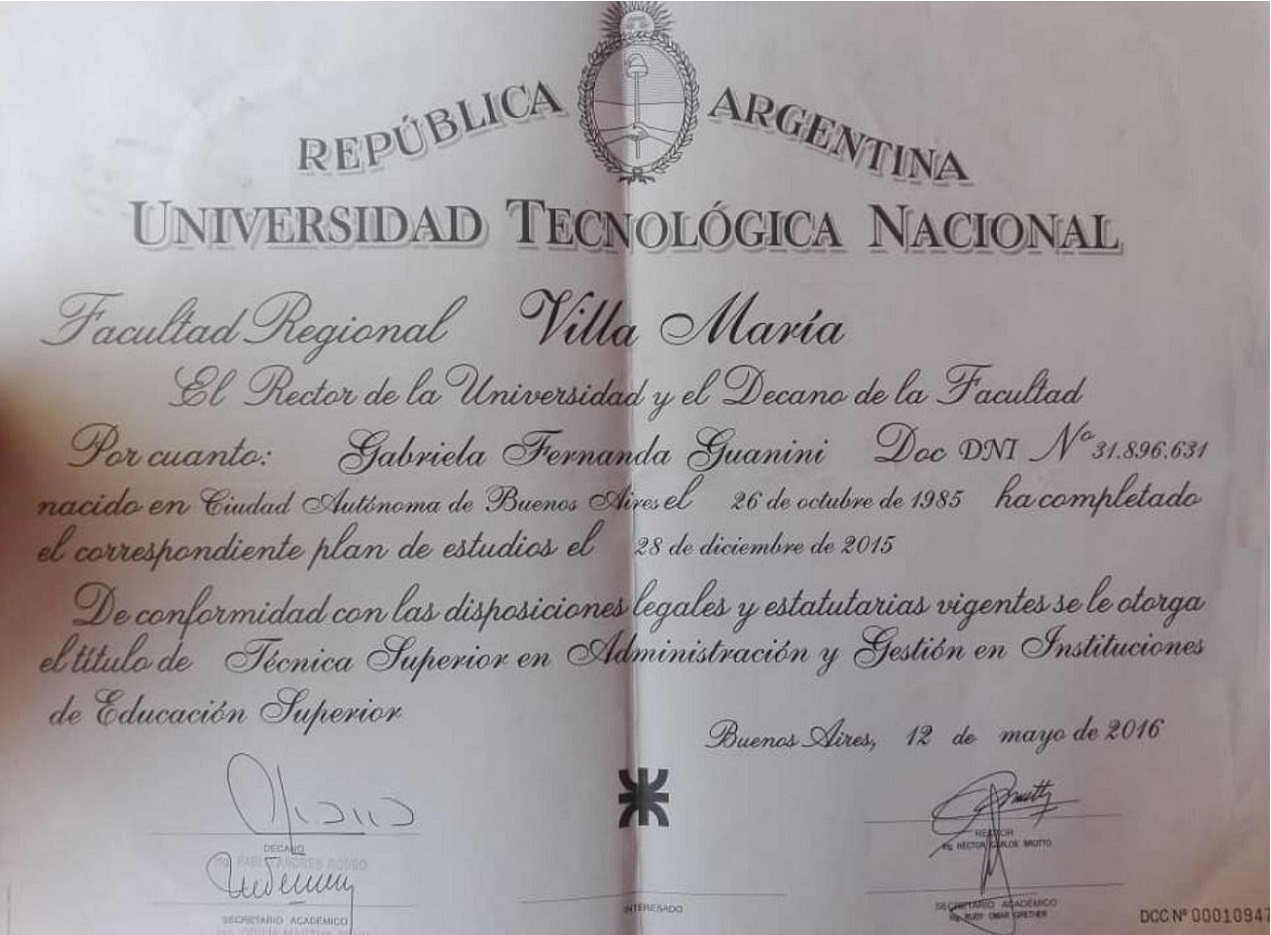 REPÚBLICA ARGENTINA
UNIVERSIDAD TECNOLÓGICA NACIONAL
Facultad Regional Villa María
El Rector de la Universidad y el Decano de la Facultad
Por cuanto: Gabriela Fernanda Guanini Doc DNI Nº 31.896.631
nacido en Ciudad Autónoma de Buenos Aires el 26 de octubre de 1985 ha completado
el correspondiente plan de estudios el 28 de diciembre de 2015
De conformidad con las disposiciones legales y estatutarias vigentes se le otorga
el título de Técnica Superior en Administración y Gestión en Instituciones
de Educación Superior
Buenos Aires, 12 de mayo de 2016
DECANO
Ing. PABLO ANDRES ROSSO
SECRETARIO ACADÉMICO
RECTOR
Ing. HÉCTOR CARLOS BROTTO
INTERESADO
SECRETARIO ACADÉMICO
Ing. RUDY OMAR GRETHER
DCC Nº 00010947